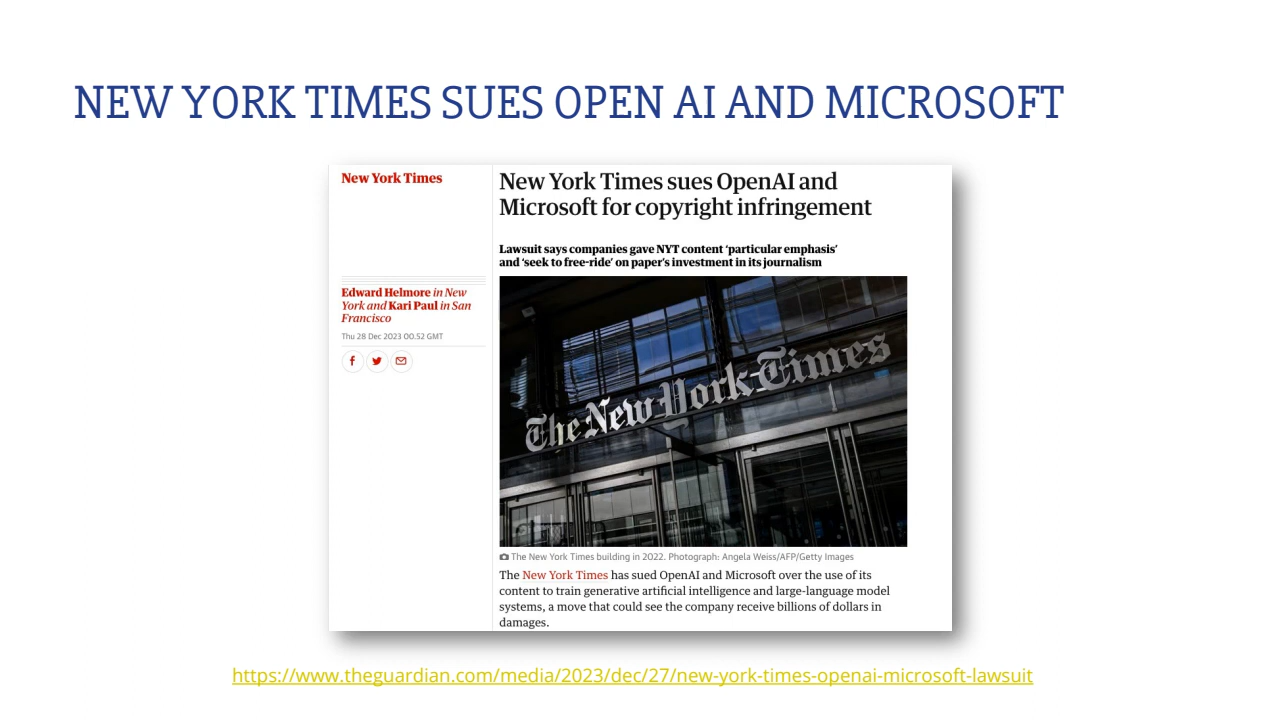 NEW YORK TIMES SUES OPEN AI AND MICROSOFT
New York Times
Edward Helmore in New
York and Kari Paul in San
Francisco
Thu 28 Dec 2023 00.52 GMT
New York Times sues OpenAI and
Microsoft for copyright infringement
Lawsuit says companies gave NYT content ‘particular emphasis’
and ‘seek to free-ride’ on paper’s investment in its journalism
The New York Times
The New York Times building in 2022. Photograph: Angela Weiss/AFP/Getty Images
The New York Times has sued OpenAI and Microsoft over the use of its
content to train generative artificial intelligence and large-language model
systems, a move that could see the company receive billions of dollars in
damages.
https://www.theguardian.com/media/2023/dec/27/new-york-times-openai-microsoft-lawsuit